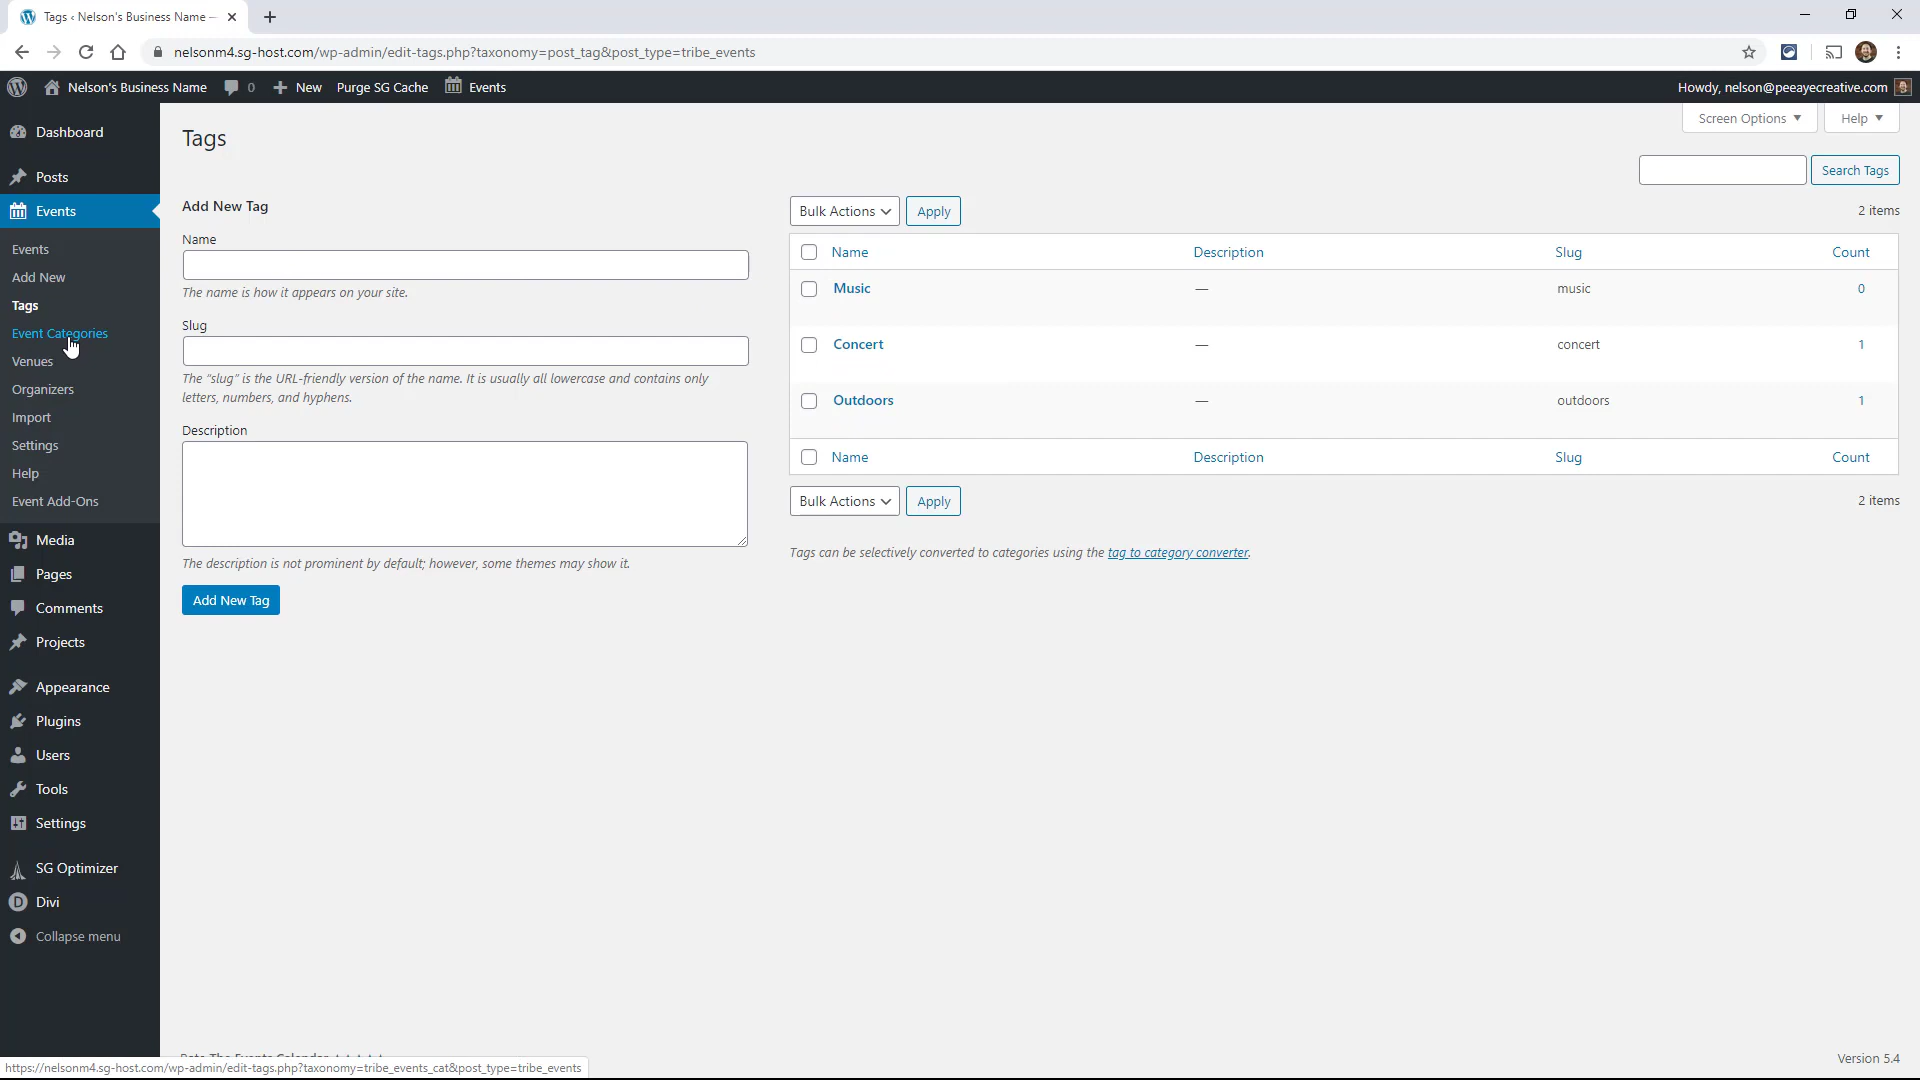 Tags ‹ Nelson's Business Name —
nelsonm4.sg-host.com/wp-admin/edit-tags.php?taxonomy=post_tag&post_type=tribe_events
Nelson's Business Name 0 New Purge SG Cache Events Howdy, nelson@peeayecreative.com
Dashboard
Posts
Events
Events
Add New
Tags
Event Categories
Venues
Organizers
Import
Settings
Help
Event Add-Ons
Media
Pages
Comments
Projects
Appearance
Plugins
Users
Tools
Settings
SG Optimizer
Divi
Collapse menu
Screen Options Help
Tags
Search Tags
Add New Tag
Name
The name is how it appears on your site.
Slug
The “slug” is the URL-friendly version of the name. It is usually all lowercase and contains only
letters, numbers, and hyphens.
Description
The description is not prominent by default; however, some themes may show it.
Add New Tag
Bulk Actions Apply 2 items
Name Description Slug Count
Music — music 0
Concert — concert 1
Outdoors — outdoors 1
Name Description Slug Count
Bulk Actions Apply 2 items
Tags can be selectively converted to categories using the tag to category converter.
Version 5.4
https://nelsonm4.sg-host.com/wp-admin/edit-tags.php?taxonomy=tribe_events_cat&post_type=tribe_events